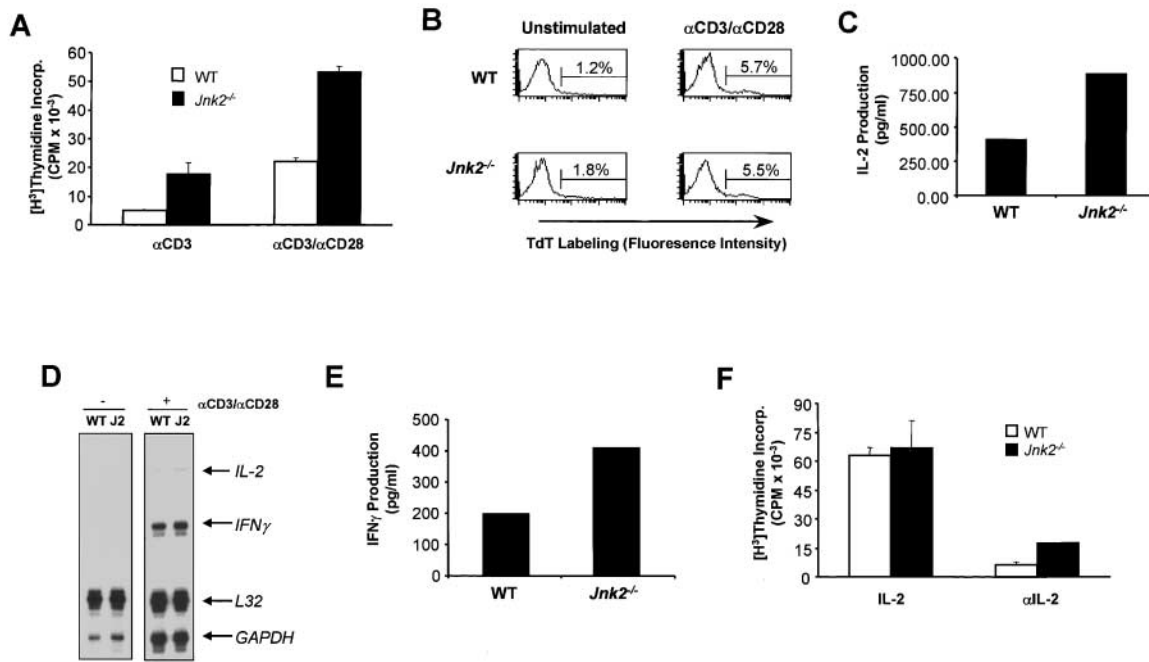 A
[H³]Thymidine Incorp.
(CPM x 10⁻³)
60
50
40
30
20
10
0
WT
Jnk2⁻/⁻
αCD3
αCD3/αCD28
B
Unstimulated
αCD3/αCD28
WT
1.2%
5.7%
Jnk2⁻/⁻
1.8%
5.5%
TdT Labeling (Fluoresence Intensity)
C
IL-2 Production
(pg/ml)
1000.00
750.00
500.00
250.00
0.00
WT
Jnk2⁻/⁻
D
- + αCD3/αCD28
WT J2 WT J2
IL-2
IFNγ
L32
GAPDH
E
IFNγ Production
(pg/ml)
500
400
300
200
100
0
WT
Jnk2⁻/⁻
F
[H³]Thymidine Incorp.
(CPM x 10⁻³)
90
75
60
45
30
15
0
WT
Jnk2⁻/⁻
IL-2
αIL-2